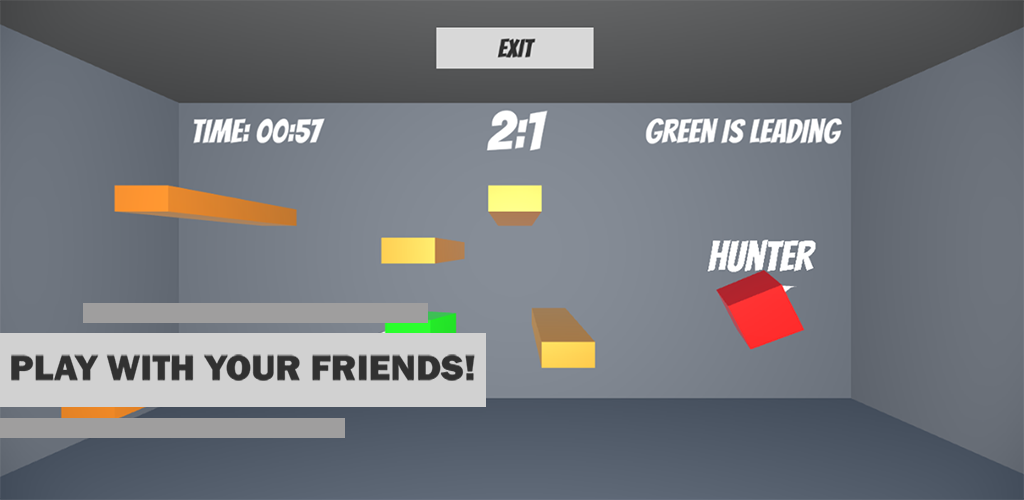 EXIT
TIME: 00:57
2:1
GREEN IS LEADING
HUNTER
PLAY WITH YOUR FRIENDS!